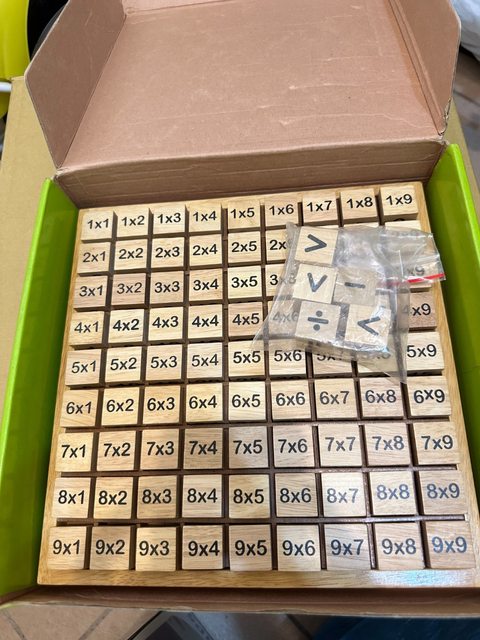 1x1 1x2 1x3 1x4 1x5 1x6 1x7 1x8 1x9
2x1 2x2 2x3 2x4 2x5
>
3x1 3x2 3x3 3x4 3x5
> −
4x1 4x2 4x3 4x4 4x5 4x6 4x9
÷ <
5x1 5x2 5x3 5x4 5x5 5x6 5x7 5x9
6x1 6x2 6x3 6x4 6x5 6x6 6x7 6x8 6x9
7x1 7x2 7x3 7x4 7x5 7x6 7x7 7x8 7x9
8x1 8x2 8x3 8x4 8x5 8x6 8x7 8x8 8x9
9x1 9x2 9x3 9x4 9x5 9x6 9x7 9x8 9x9